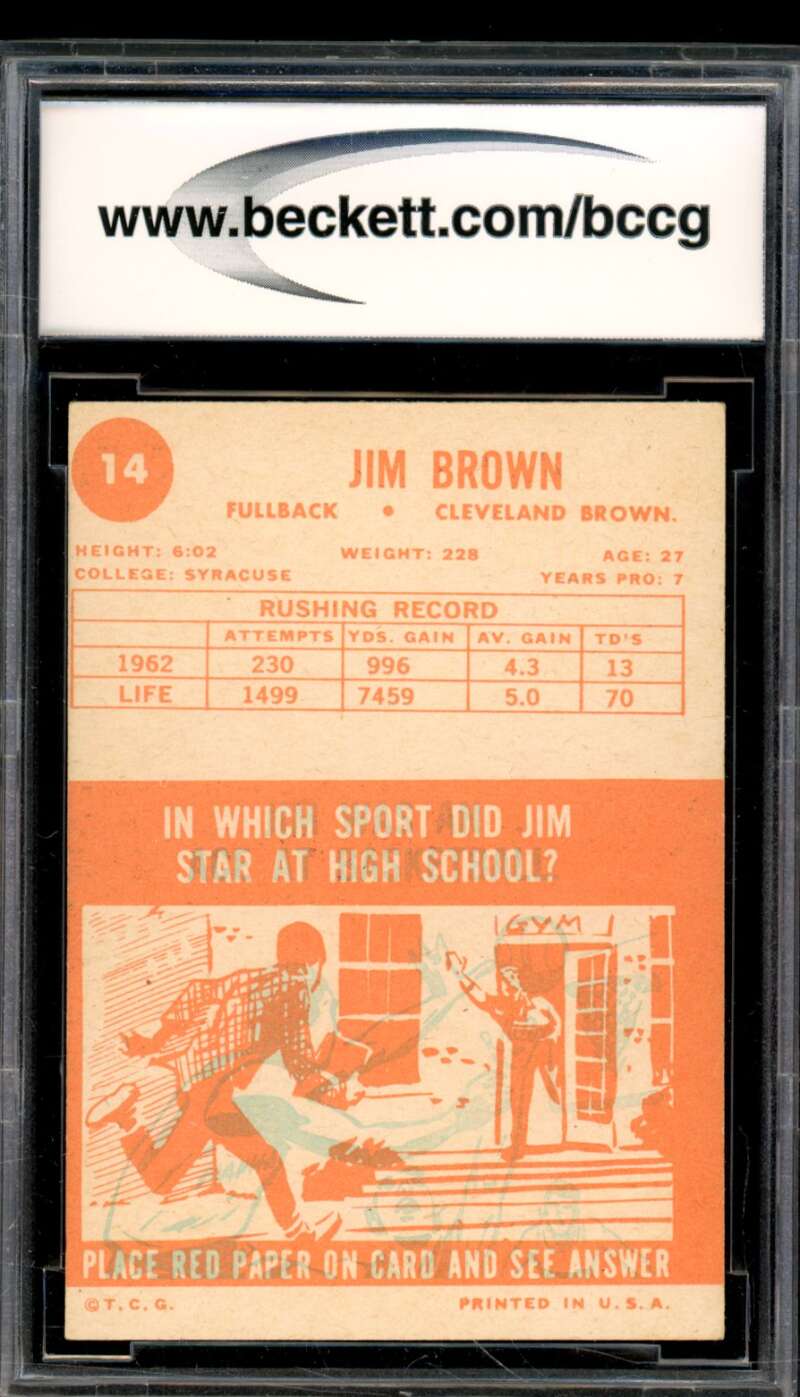 www.beckett.com/bccg
14
JIM BROWN
FULLBACK • CLEVELAND BROWN.
HEIGHT: 6:02 WEIGHT: 228 AGE: 27
COLLEGE: SYRACUSE YEARS PRO: 7
RUSHING RECORD
ATTEMPTS YDS. GAIN AV. GAIN TD'S
1962 230 996 4.3 13
LIFE 1499 7459 5.0 70
IN WHICH SPORT DID JIM
STAR AT HIGH SCHOOL?
GYM
PLACE RED PAPER ON CARD AND SEE ANSWER
©T.C.G. PRINTED IN U.S.A.